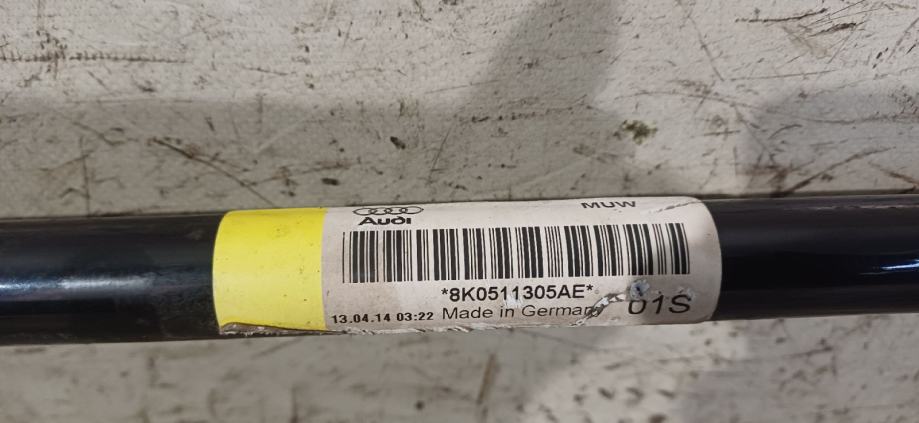 Audi
MUW
*8K0511305AE*
13.04.14 03:22 Made in Germany 01S